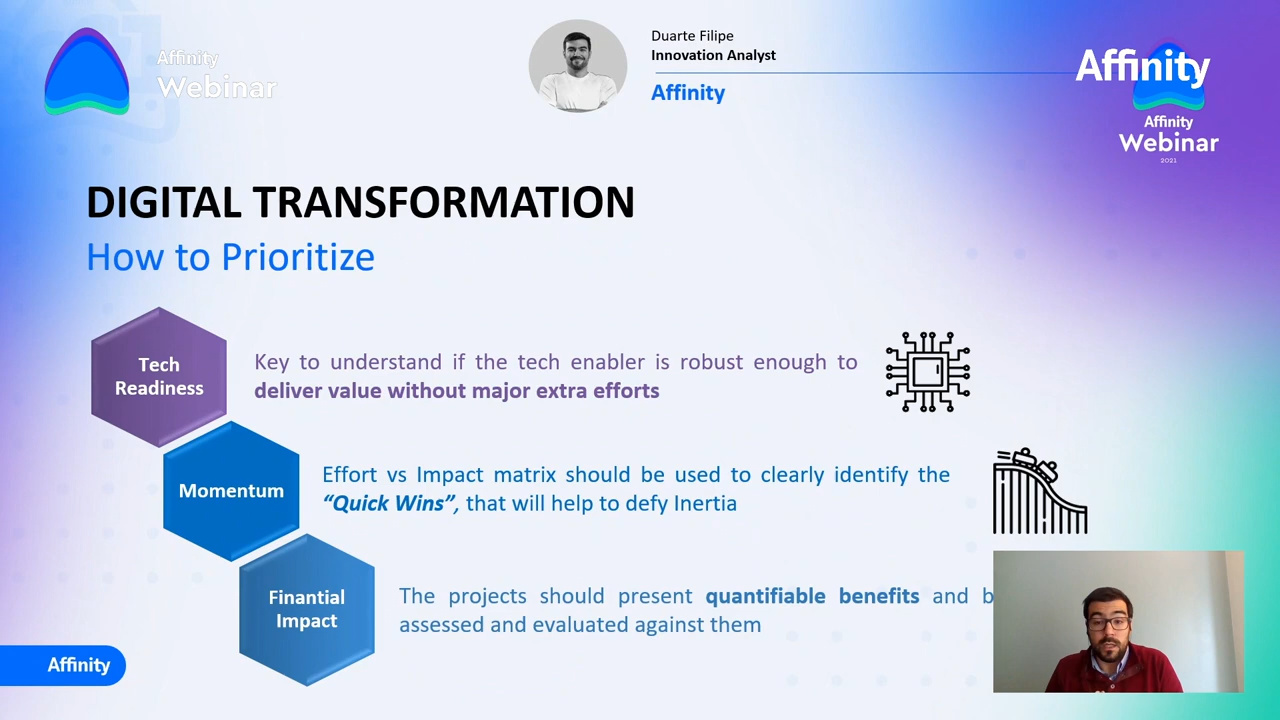 Affinity
Webinar
Duarte Filipe
Innovation Analyst
Affinity
Affinity
Affinity
Webinar
2021
DIGITAL TRANSFORMATION
How to Prioritize
Tech
Readiness
Key to understand if the tech enabler is robust enough to
deliver value without major extra efforts
Momentum
Effort vs Impact matrix should be used to clearly identify the
“Quick Wins”, that will help to defy Inertia
Finantial
Impact
The projects should present quantifiable benefits and
assessed and evaluated against them
Affinity